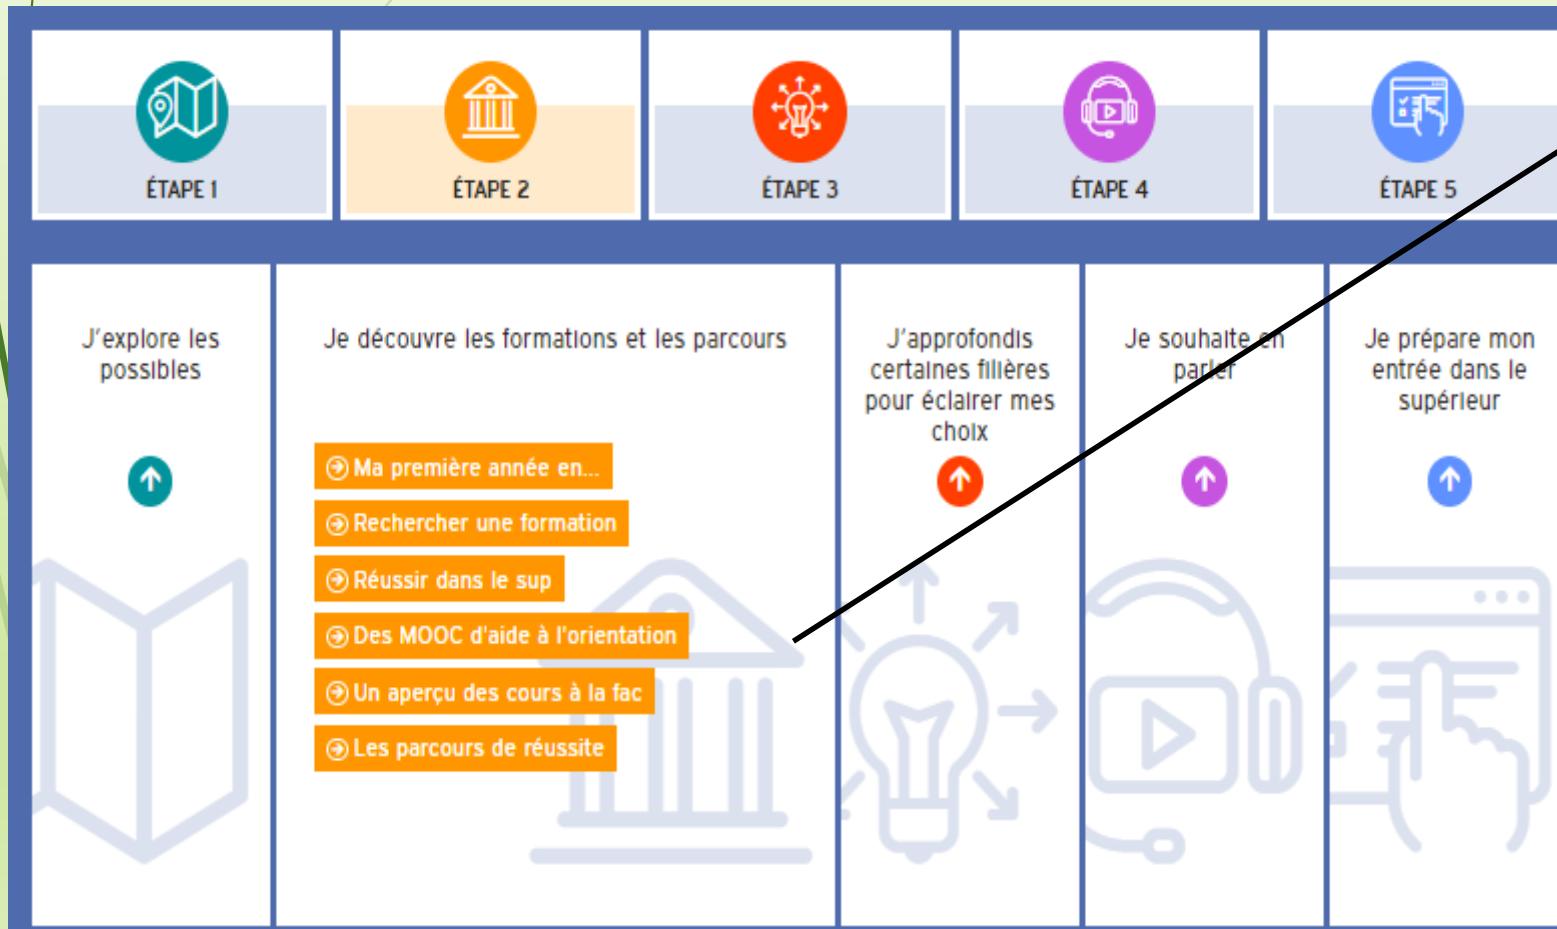 ÉTAPE 1
ÉTAPE 2
ÉTAPE 3
ÉTAPE 4
ÉTAPE 5
J'explore les
possibles
Je découvre les formations et les parcours
Ma première année en...
Rechercher une formation
Réussir dans le sup
Des MOOC d'aide à l'orientation
Un aperçu des cours à la fac
Les parcours de réussite
J'approfondis
certaines filières
pour éclairer mes
choix
Je souhaite en
parler
Je prépare mon
entrée dans le
supérieur